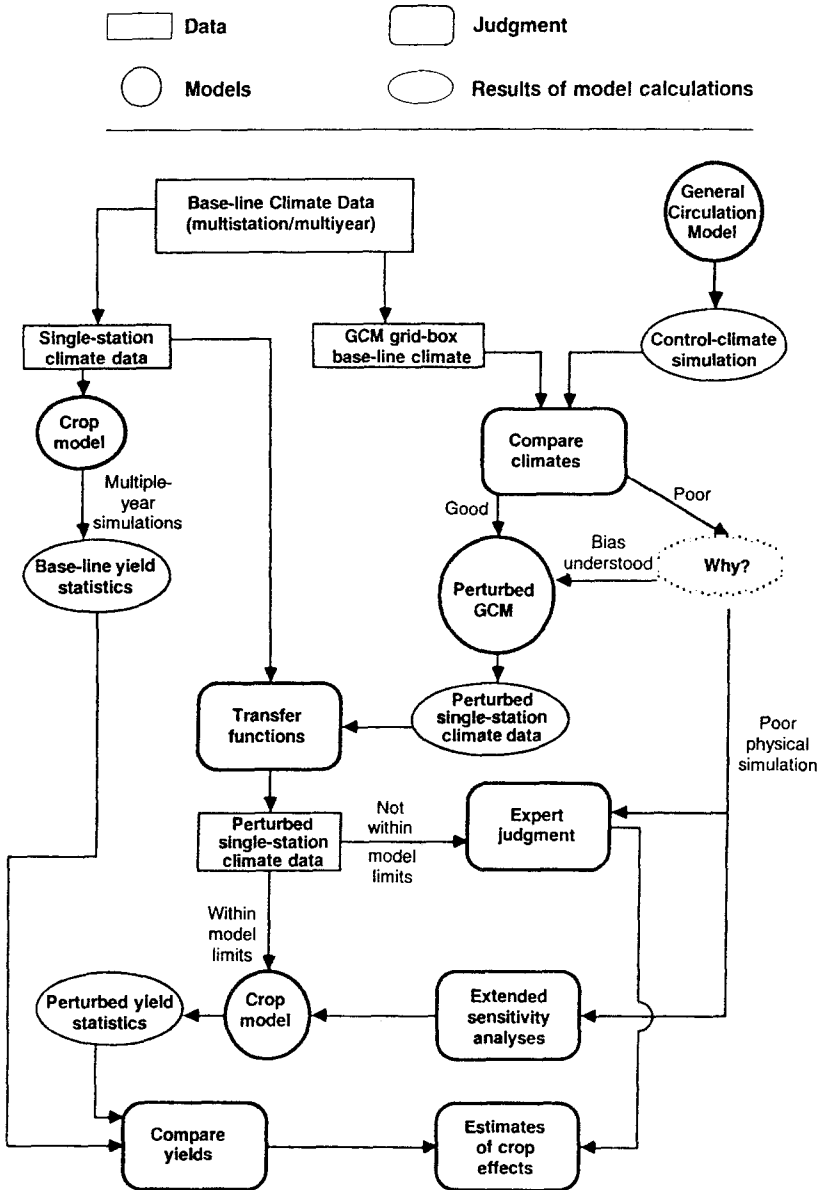 Data
Judgment
Models
Results of model calculations
Base-line Climate Data
(multistation/multiyear)
General
Circulation
Model
Single-station
climate data
GCM grid-box
base-line climate
Control-climate
simulation
Crop
model
Compare
climates
Multiple-
year
simulations
Good
Poor
Base-line yield
statistics
Perturbed
GCM
Bias
understood
Why?
Transfer
functions
Perturbed
single-station
climate data
Poor
physical
simulation
Perturbed
single-station
climate data
Not
within
model
limits
Expert
judgment
Within
model
limits
Perturbed yield
statistics
Crop
model
Extended
sensitivity
analyses
Compare
yields
Estimates
of crop
effects